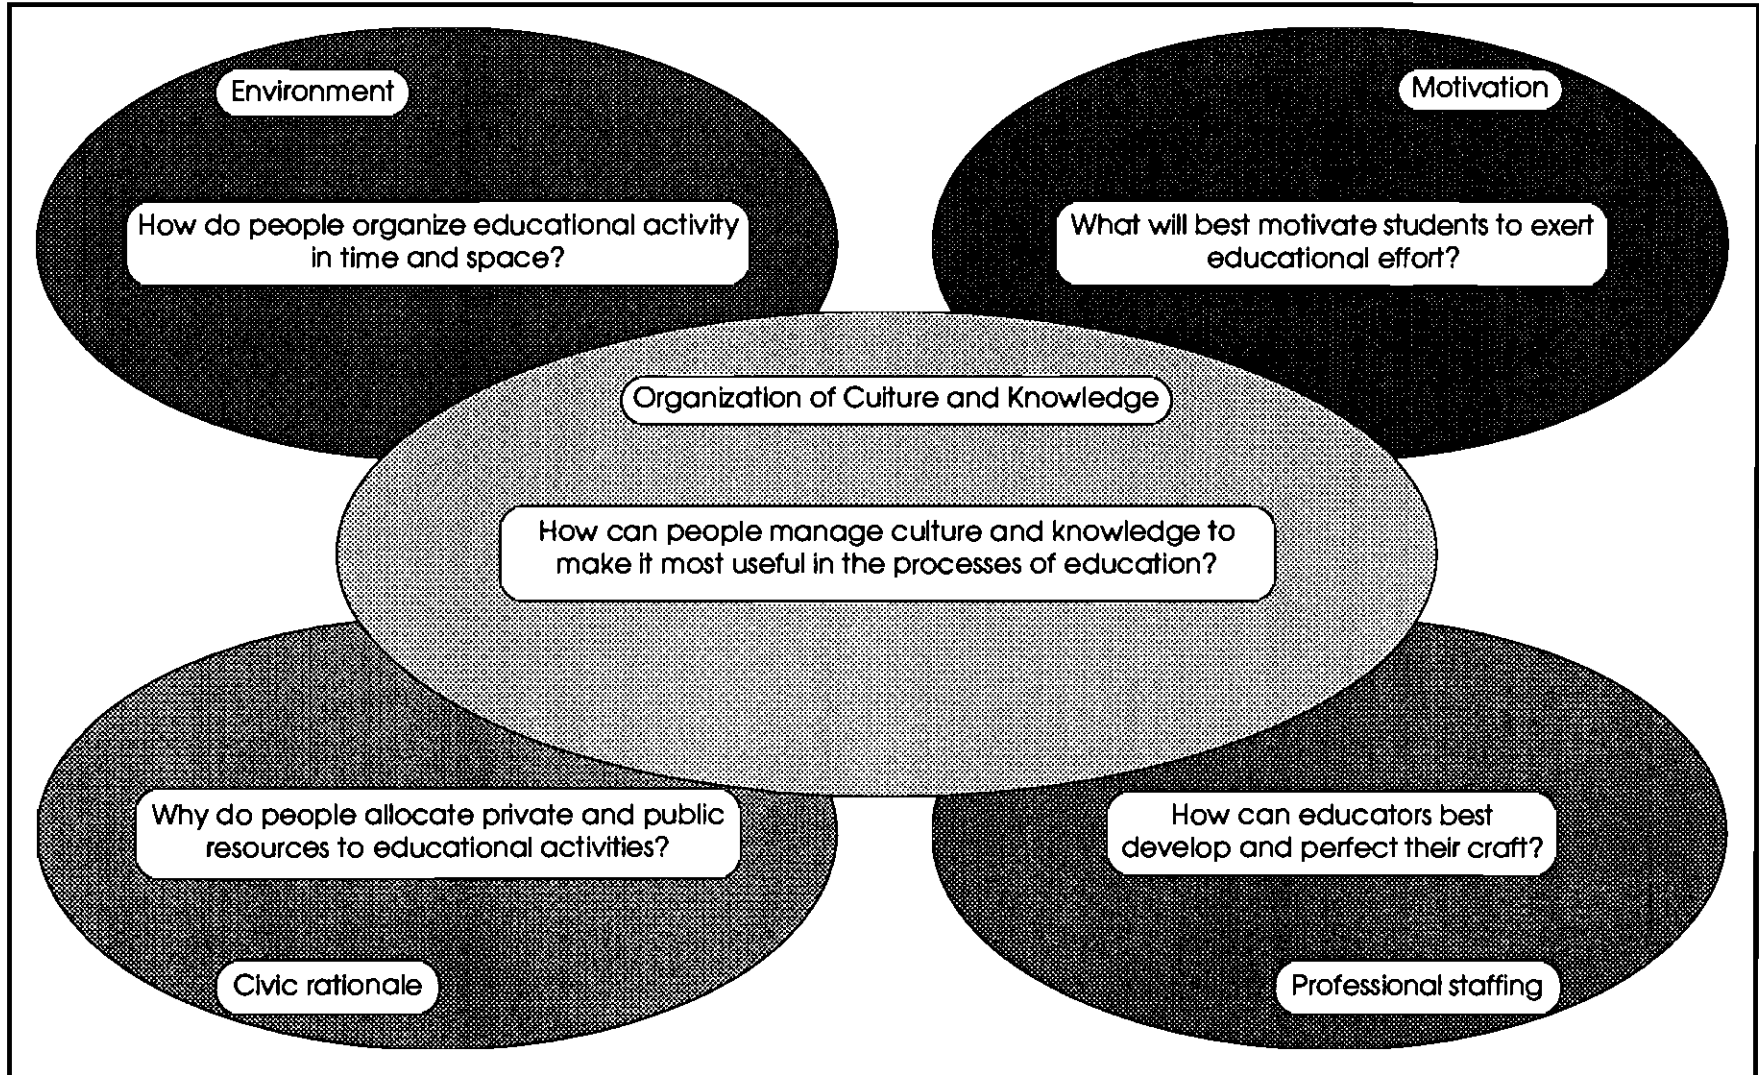 Environment
How do people organize educational activity
in time and space?
Motivation
What will best motivate students to exert
educational effort?
Organization of Culture and Knowledge
How can people manage culture and knowledge to
make it most useful in the processes of education?
Why do people allocate private and public
resources to educational activities?
Civic rationale
How can educators best
develop and perfect their craft?
Professional staffing